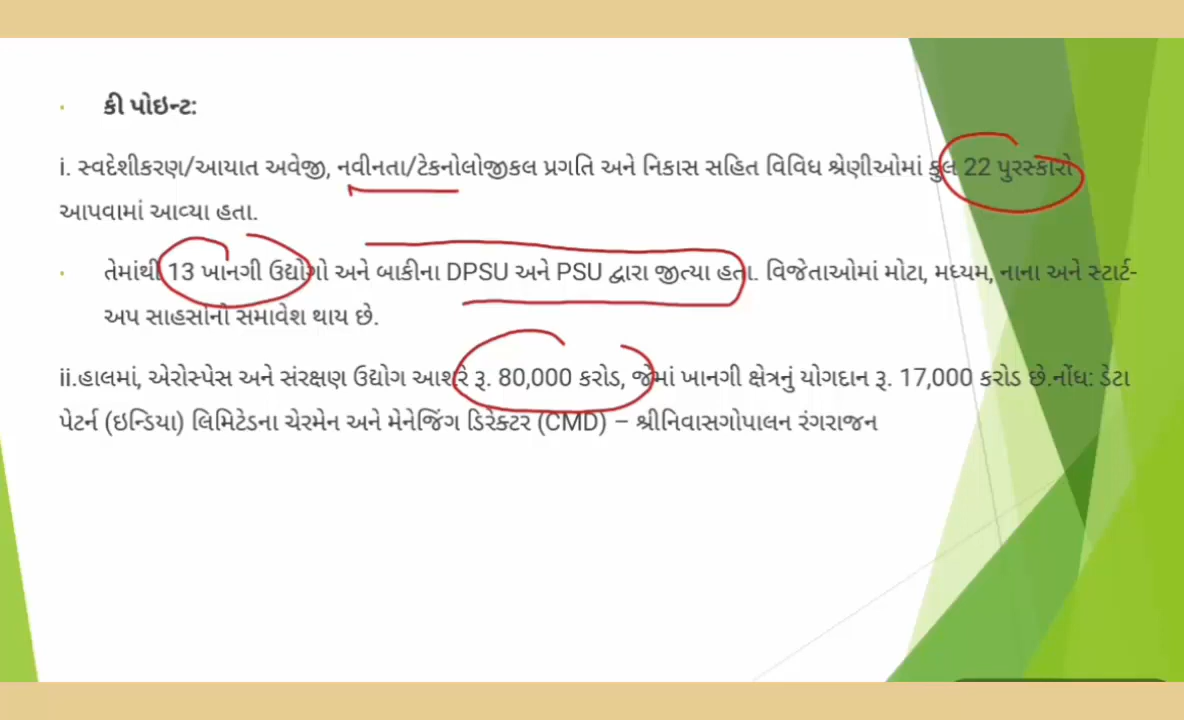 કી પોઇન્ટ:
i. સ્વદેશીકરણ/આયાત અવેજી, નવીનતા/ટેકનોલોજીકલ પ્રગતિ અને નિકાસ સહિત વિવિધ શ્રેણીઓમાં કુલ 22 પુરસ્કારો
આપવામાં આવ્યા હતા.
તેમાંથી 13 ખાનગી ઉદ્યોગો અને બાકીના DPSU અને PSU દ્વારા જીત્યા હતા. વિજેતાઓમાં મોટા, મધ્યમ, નાના અને સ્ટાર્ટ-
અપ સાહસોનો સમાવેશ થાય છે.
ii.હાલમાં, એરોસ્પેસ અને સંરક્ષણ ઉદ્યોગ આશરે રૂ. 80,000 કરોડ, જેમાં ખાનગી ક્ષેત્રનું યોગદાન રૂ. 17,000 કરોડ છે.નોંધ: ડેટા
પેટર્ન (ઇન્ડિયા) લિમિટેડના ચેરમેન અને મેનેજિંગ ડિરેક્ટર (CMD) – શ્રીનિવાસગોપાલન રંગરાજન